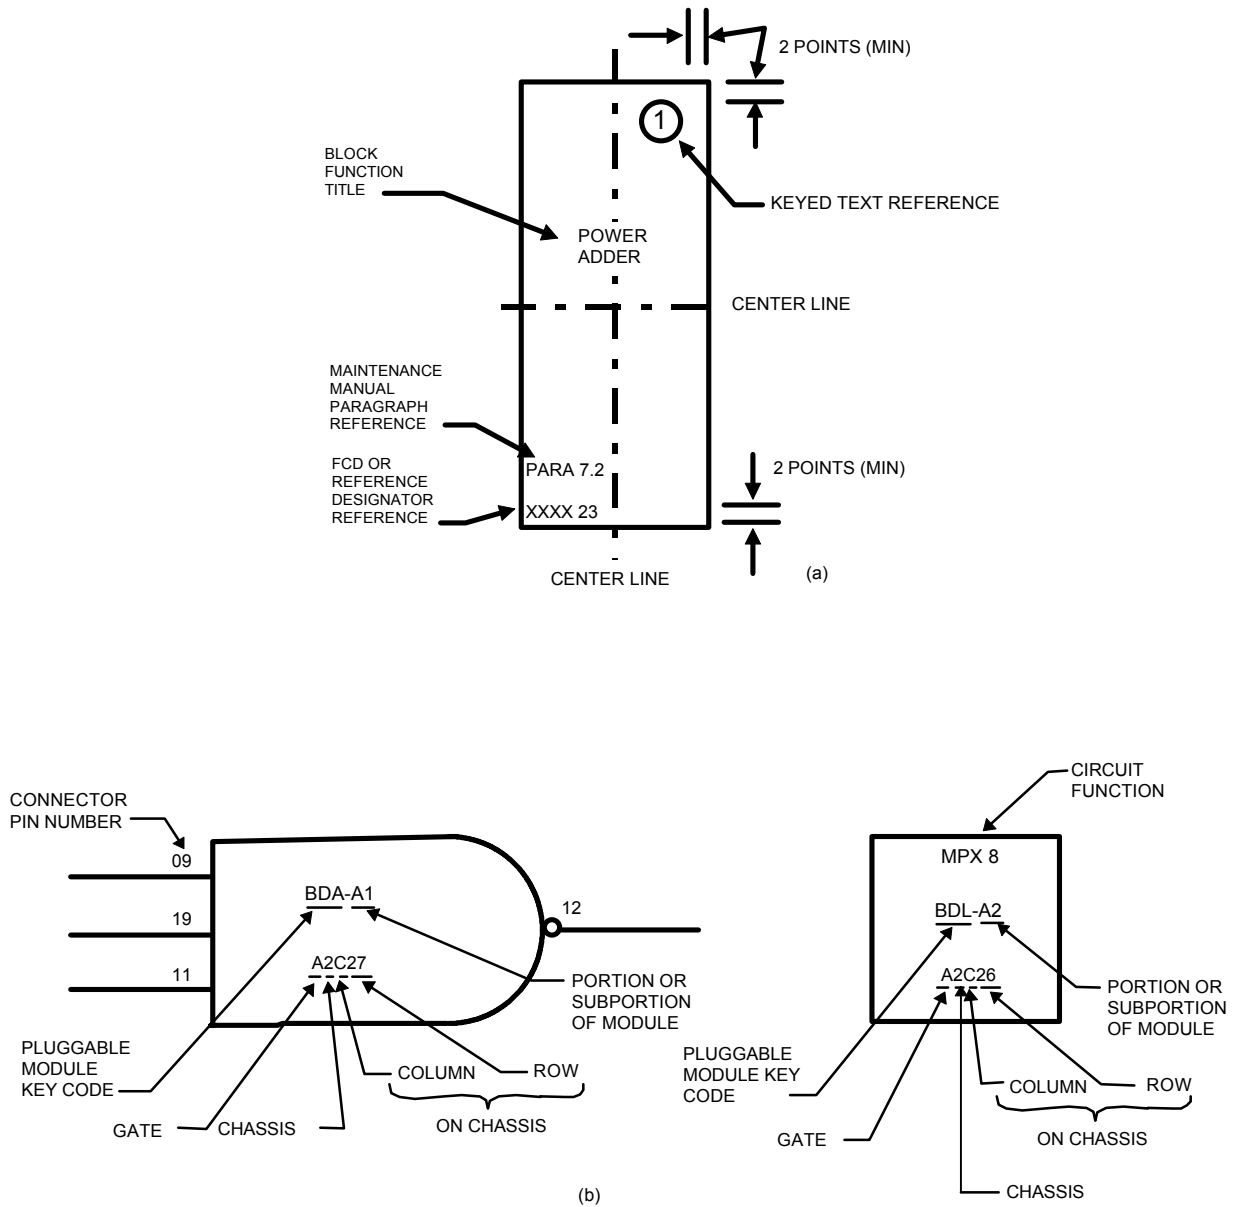 2 POINTS (MIN)
1
BLOCK
FUNCTION
TITLE
KEYED TEXT REFERENCE
POWER
ADDER
CENTER LINE
MAINTENANCE
MANUAL
PARAGRAPH
REFERENCE
PARA 7.2
FCD OR
REFERENCE
DESIGNATOR
REFERENCE
XXXX 23
2 POINTS (MIN)
CENTER LINE
(a)
CONNECTOR
PIN NUMBER
09
19
11
BDA-A1
A2C27
12
PORTION OR
SUBPORTION
OF MODULE
PLUGGABLE
MODULE
KEY CODE
GATE
CHASSIS
COLUMN
ROW
ON CHASSIS
CIRCUIT
FUNCTION
MPX 8
BDL-A2
A2C26
PORTION OR
SUBPORTION
OF MODULE
PLUGGABLE
MODULE KEY
CODE
COLUMN
ROW
GATE
ON CHASSIS
CHASSIS
(b)